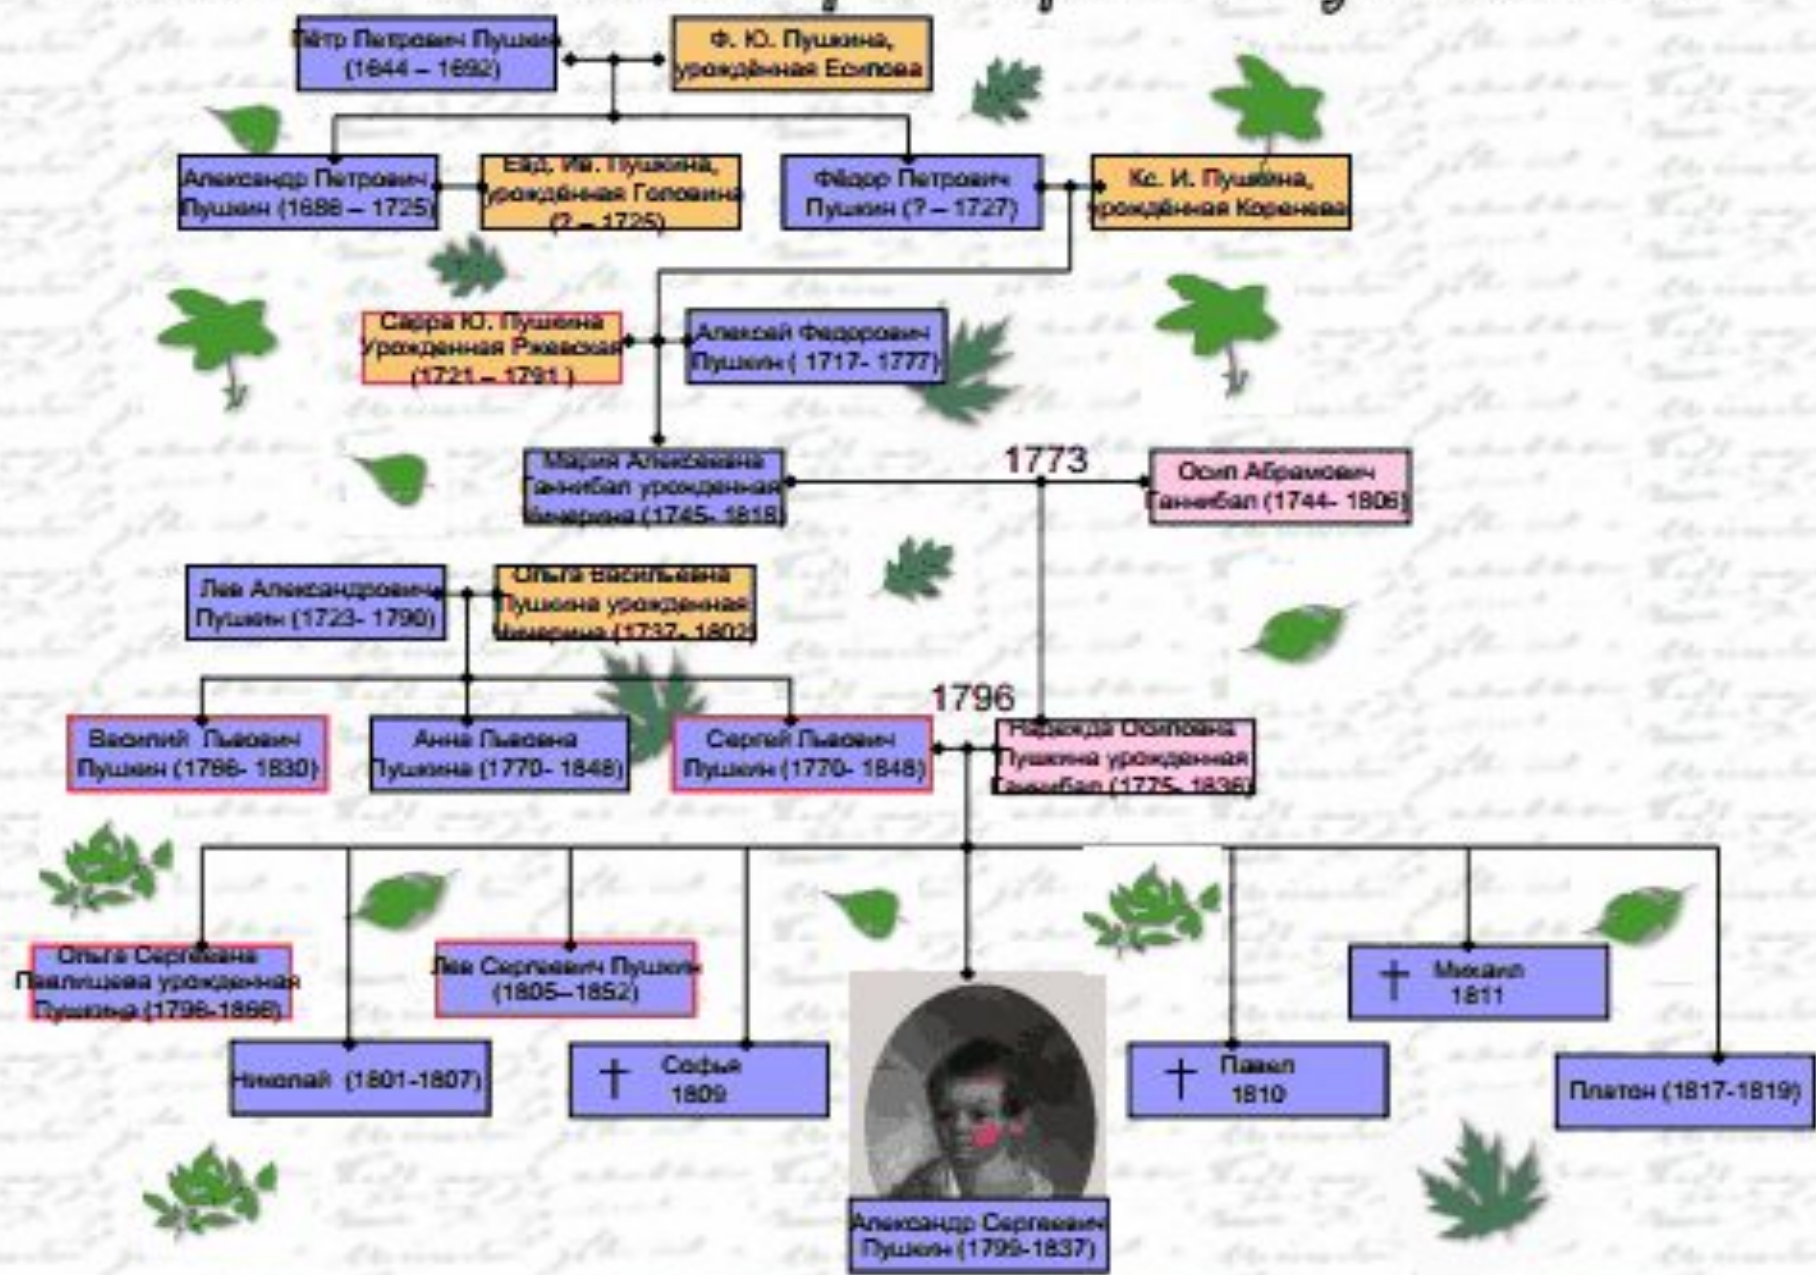 Пётр Петрович Пушкин
(1644 – 1692)
Ф. Ю. Пушкина,
урождённая Есипова
Александр Петрович
Пушкин (1686 – 1725)
Евд. Ив. Пушкина,
урождённая Головина
(? – 1725)
Фёдор Петрович
Пушкин (? – 1727)
Кс. И. Пушкина,
урождённая Коренева
Сарра Ю. Пушкина
Урожденная Ржевская
(1721 – 1791 )
Алексей Федорович
Пушкин ( 1717- 1777)
Мария Алексеевна
Ганнибал урожденная
Чичерина (1745- 1818)
1773
Осип Абрамович
Ганнибал (1744- 1806)
Лев Александрович
Пушкин (1723- 1790)
Ольга Васильевна
Пушкина урожденная
Чичерина (1737- 1802)
Василий Львович
Пушкин (1766- 1830)
Анна Львовна
Пушкина (1770- 1848)
Сергей Львович
Пушкин (1770- 1848)
1796
Надежда Осиповна
Пушкина урожденная
Ганнибал (1775- 1836)
Ольга Сергеевна
Павлищева урожденная
Пушкина
Лев Сергеевич Пушкин
(1805–1852)
† Михаил
1811
Николай (1801-1807)
† Софья
1809
† Павел
1810
Платон (1817-1819)
Александр Сергеевич
Пушкин (1799-1837)